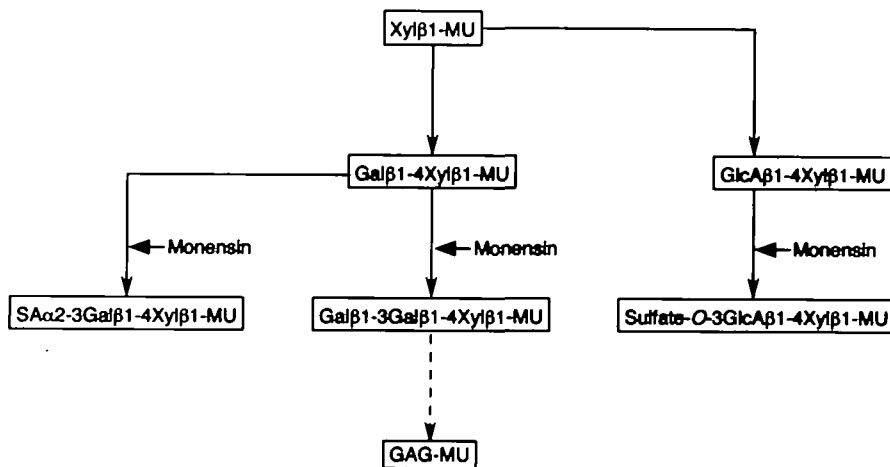 Xylβ1-MU
Galβ1-4Xylβ1-MU
GlcAβ1-4Xylβ1-MU
Monensin
Monensin
Monensin
SAα2-3Galβ1-4Xylβ1-MU
Galβ1-3Galβ1-4Xylβ1-MU
Sulfate-O-3GlcAβ1-4Xylβ1-MU
GAG-MU